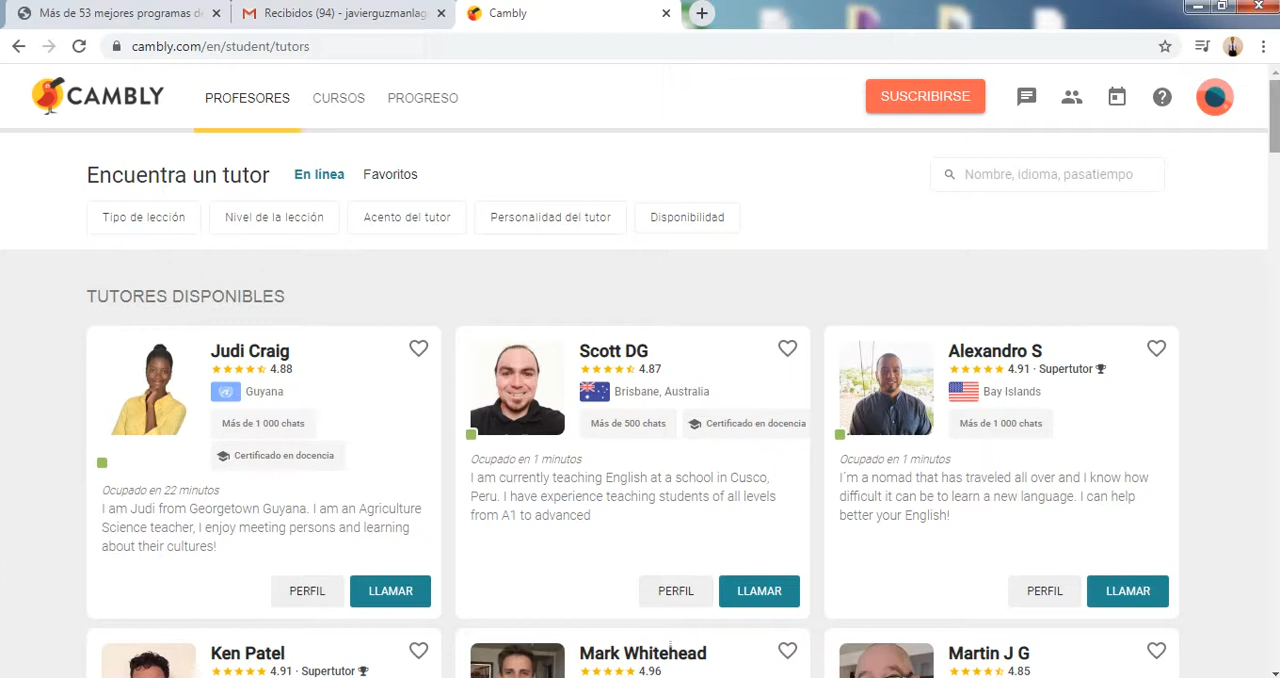 Más de 53 mejores programas d
Recibidos (94) - javierguzmanlag
Cambly
cambly.com/en/student/tutors
CAMBLY
PROFESORES
CURSOS
PROGRESO
SUSCRIBIRSE
Encuentra un tutor
En línea
Favoritos
Nombre, idioma, pasatiempo
Tipo de lección
Nivel de la lección
Acento del tutor
Personalidad del tutor
Disponibilidad
TUTORES DISPONIBLES
Judi Craig
4.88
Guyana
Más de 1 000 chats
Certificado en docencia
Ocupado en 22 minutos
I am Judi from Georgetown Guyana. I am an Agriculture
Science teacher, I enjoy meeting persons and learning
about their cultures!
PERFIL
LLAMAR
Scott DG
4.87
Brisbane, Australia
Más de 500 chats
Certificado en docencia
Ocupado en 1 minutos
I am currently teaching English at a school in Cusco,
Peru. I have experience teaching students of all levels
from A1 to advanced
PERFIL
LLAMAR
Alexandro S
4.91 · Supertutor
Bay Islands
Más de 1 000 chats
Ocupado en 1 minutos
I´m a nomad that has traveled all over and I know how
difficult it can be to learn a new language. I can help
better your English!
PERFIL
LLAMAR
Ken Patel
4.91 · Supertutor
Mark Whitehead
4.96
Martin J G
4.85